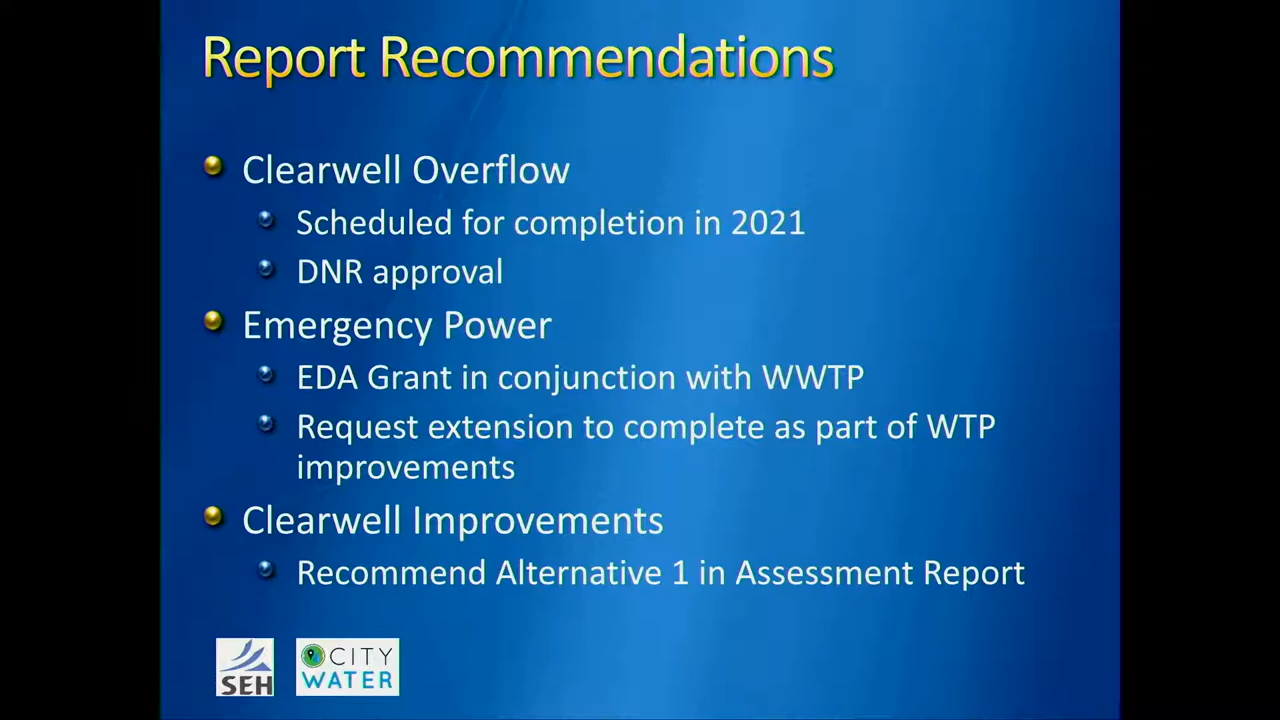 Report Recommendations
Clearwell Overflow
Scheduled for completion in 2021
DNR approval
Emergency Power
EDA Grant in conjunction with WWTP
Request extension to complete as part of WTP
improvements
Clearwell Improvements
Recommend Alternative 1 in Assessment Report
SEH
CITY
WATER